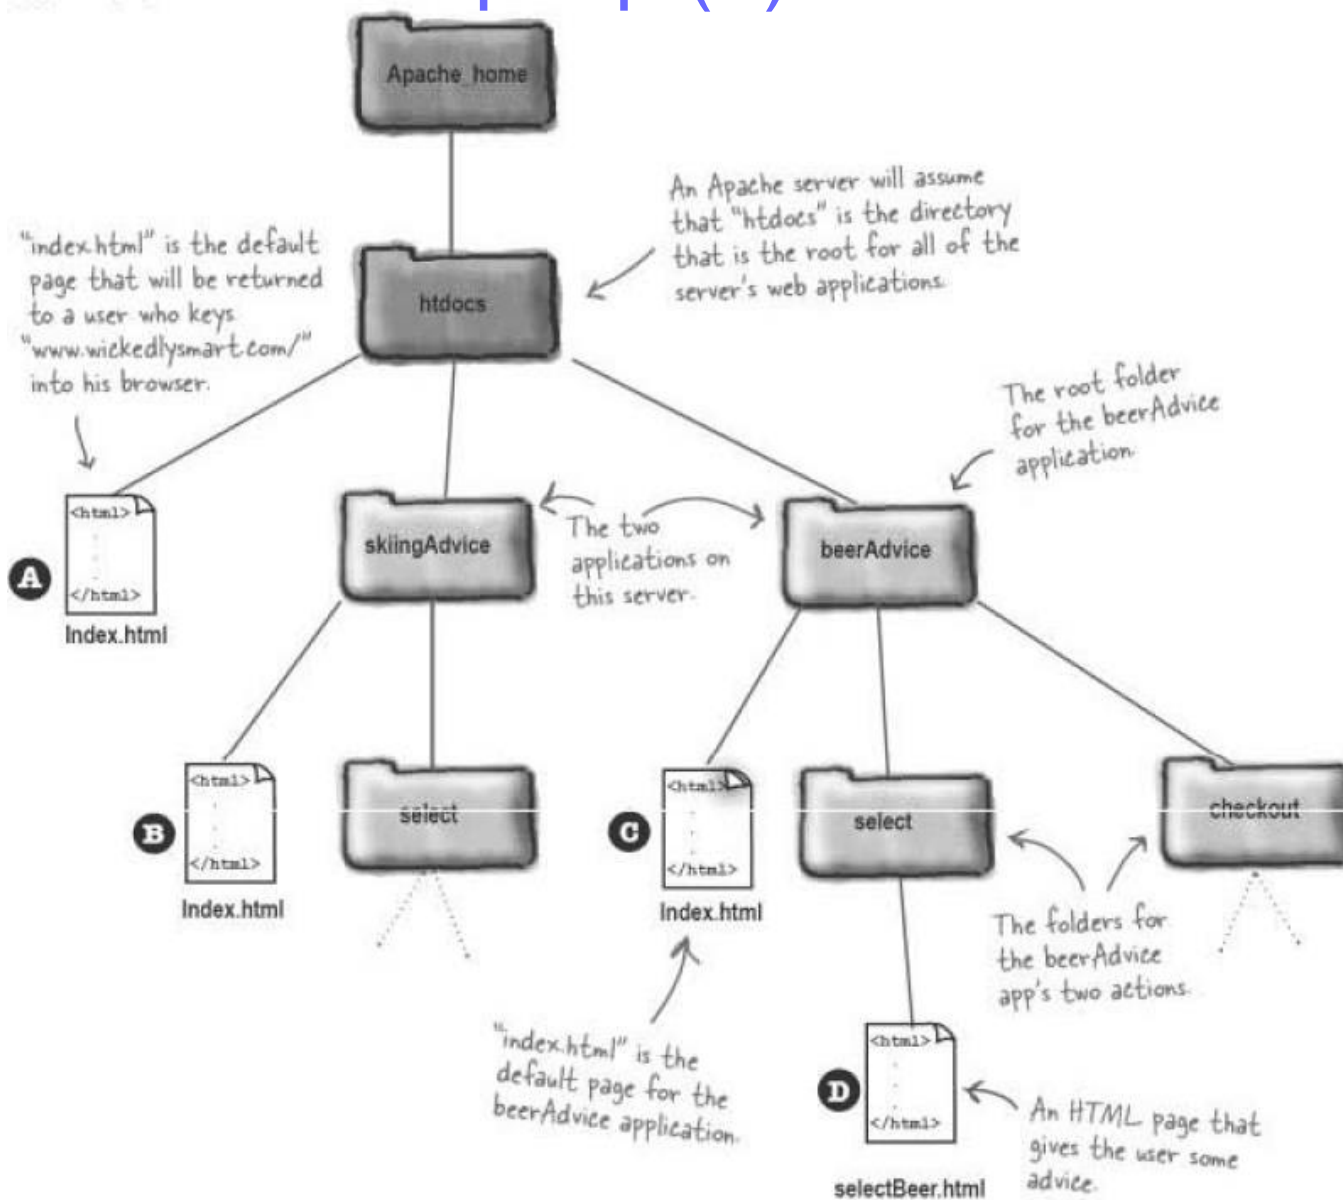 Apache_home
An Apache server will assume
that "htdocs" is the directory
that is the root for all of the
server's web applications.
"index.html" is the default
page that will be returned
to a user who keys
"www.wickedlysmart.com/"
into his browser.
htdocs
The root folder
for the beerAdvice
application.
<html>
</html>
A
Index.html
skiingAdvice
The two
applications on
this server.
beerAdvice
<html>
</html>
B
Index.html
select
<html>
</html>
C
Index.html
select
checkout
The folders for
the beerAdvice
app's two actions.
"index.html" is the
default page for the
beerAdvice application.
<html>
</html>
D
selectBeer.html
An HTML page that
gives the user some
advice.